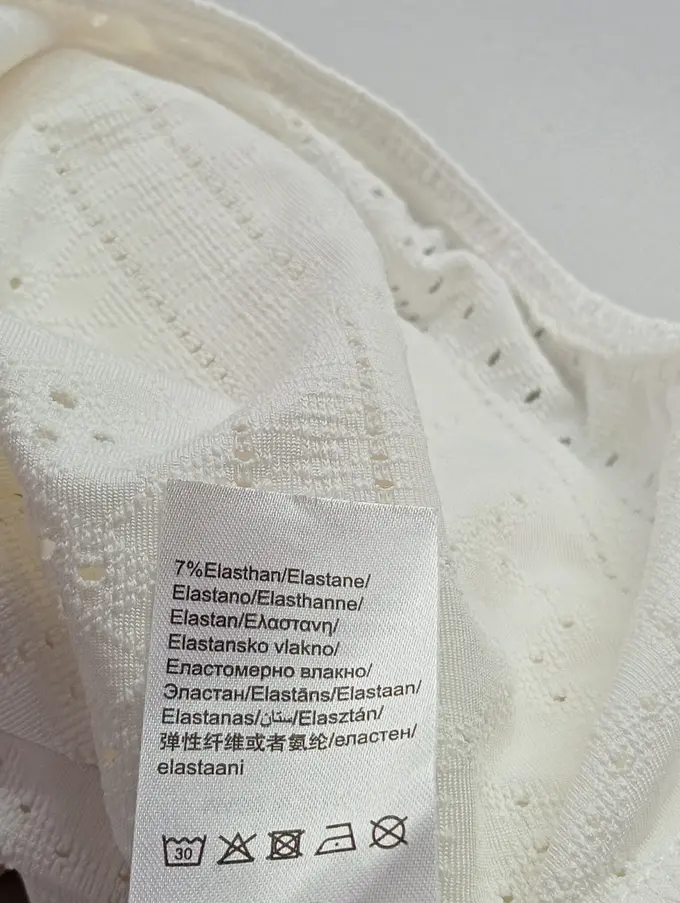 7%Elasthan/Elastane/
Elastano/Elasthanne/
Elastan/Ελαστανη/
Elastansko vlakno/
Еластомерно влакно/
Эластан/Elastāns/Elastaan/
Elastanas/ستان/Elasztán/
弹性纤维或者氨纶/еластен/
elastaani
30